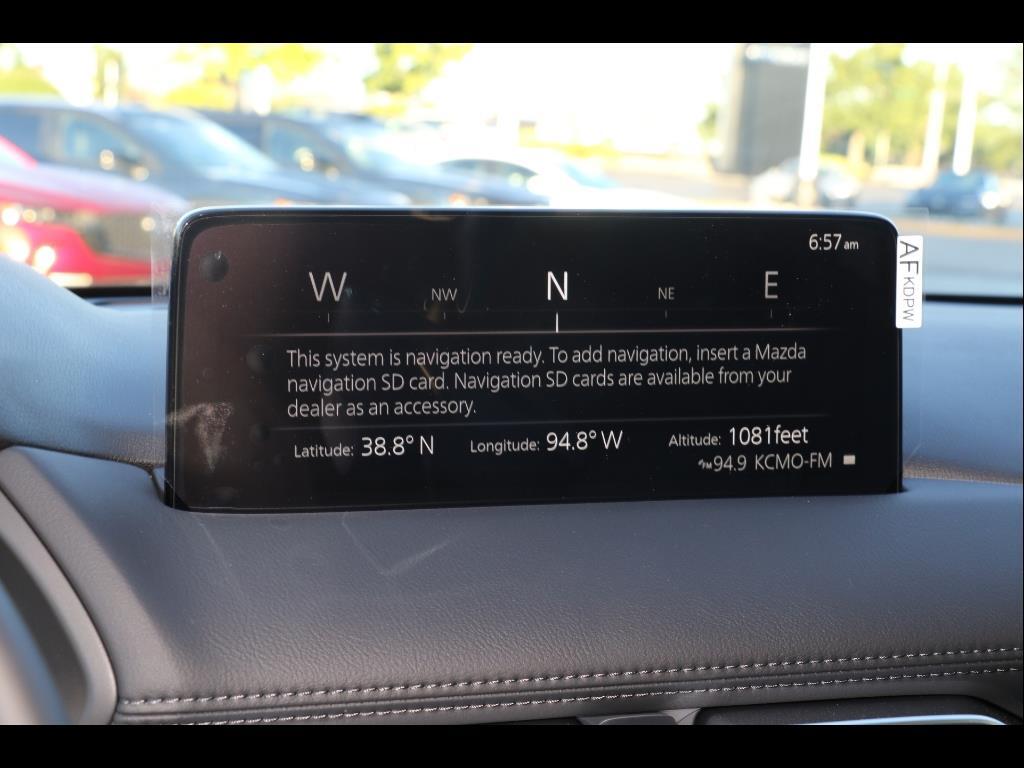 6:57am
W NW N NE E
This system is navigation ready. To add navigation, insert a Mazda
navigation SD card. Navigation SD cards are available from your
dealer as an accessory.
Latitude: 38.8° N Longitude: 94.8° W Altitude: 1081feet
FM 94.9 KCMO-FM
AFKDPW